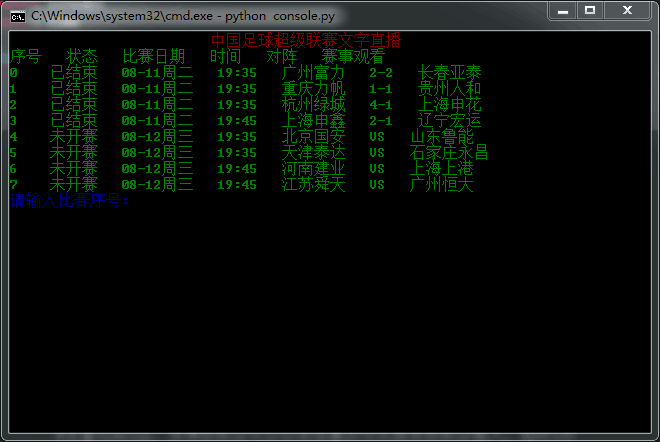 C:\Windows\system32\cmd.exe - python  console.py
中国足球超级联赛文字直播
序号 状态 比赛日期 时间 对阵 赛事观看
0 已结束 08-11周二 19:35 广州富力 2-2 长春亚泰
1 已结束 08-11周二 19:35 重庆力帆 1-1 贵州人和
2 已结束 08-11周二 19:35 杭州绿城 4-1 上海申花
3 已结束 08-11周二 19:45 上海申鑫 2-1 辽宁宏运
4 未开赛 08-12周三 19:35 北京国安 VS 山东鲁能
5 未开赛 08-12周三 19:35 天津泰达 VS 石家庄永昌
6 未开赛 08-12周三 19:45 河南建业 VS 上海上港
7 未开赛 08-12周三 19:45 江苏舜天 VS 广州恒大
请输入比赛序号: